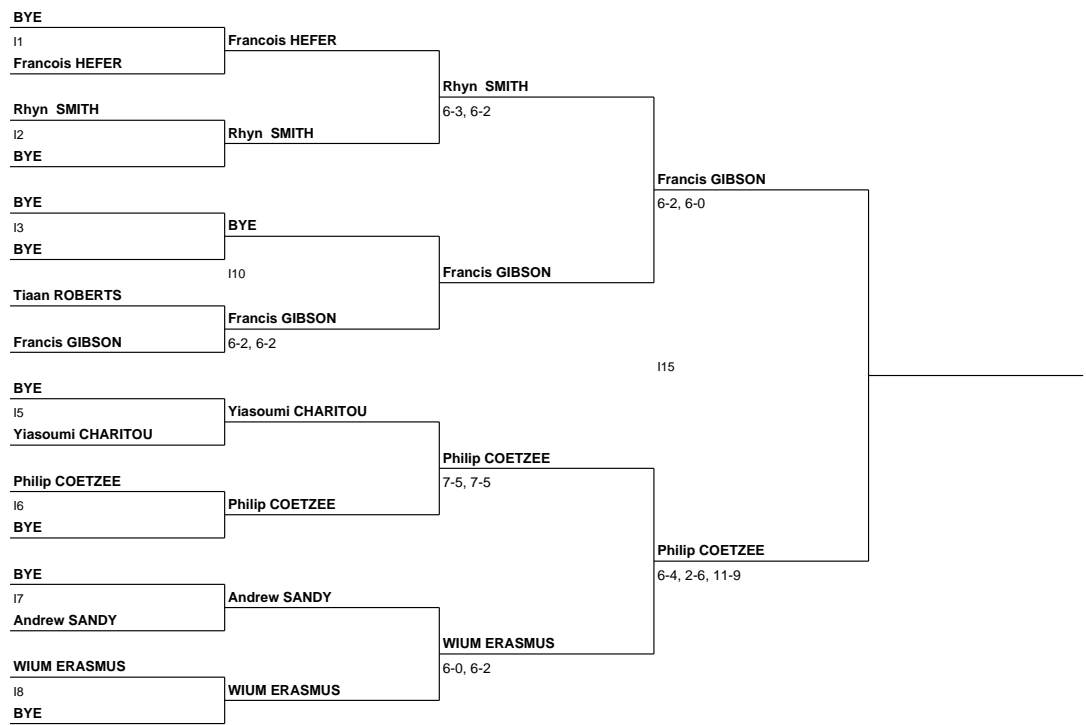 BYE
I1
Francois HEFER
Rhyn  SMITH
I2
BYE
BYE
I3
BYE
Tiaan ROBERTS
Francis GIBSON
BYE
I5
Yiasoumi CHARITOU
Philip COETZEE
I6
BYE
BYE
I7
Andrew SANDY
WIUM ERASMUS
I8
BYE
Francois HEFER
Rhyn  SMITH
BYE
I10
Francis GIBSON
6-2, 6-2
Yiasoumi CHARITOU
Philip COETZEE
Andrew SANDY
WIUM ERASMUS
Rhyn  SMITH
6-3, 6-2
Francis GIBSON
Philip COETZEE
7-5, 7-5
WIUM ERASMUS
6-0, 6-2
Francis GIBSON
6-2, 6-0
I15
Philip COETZEE
6-4, 2-6, 11-9